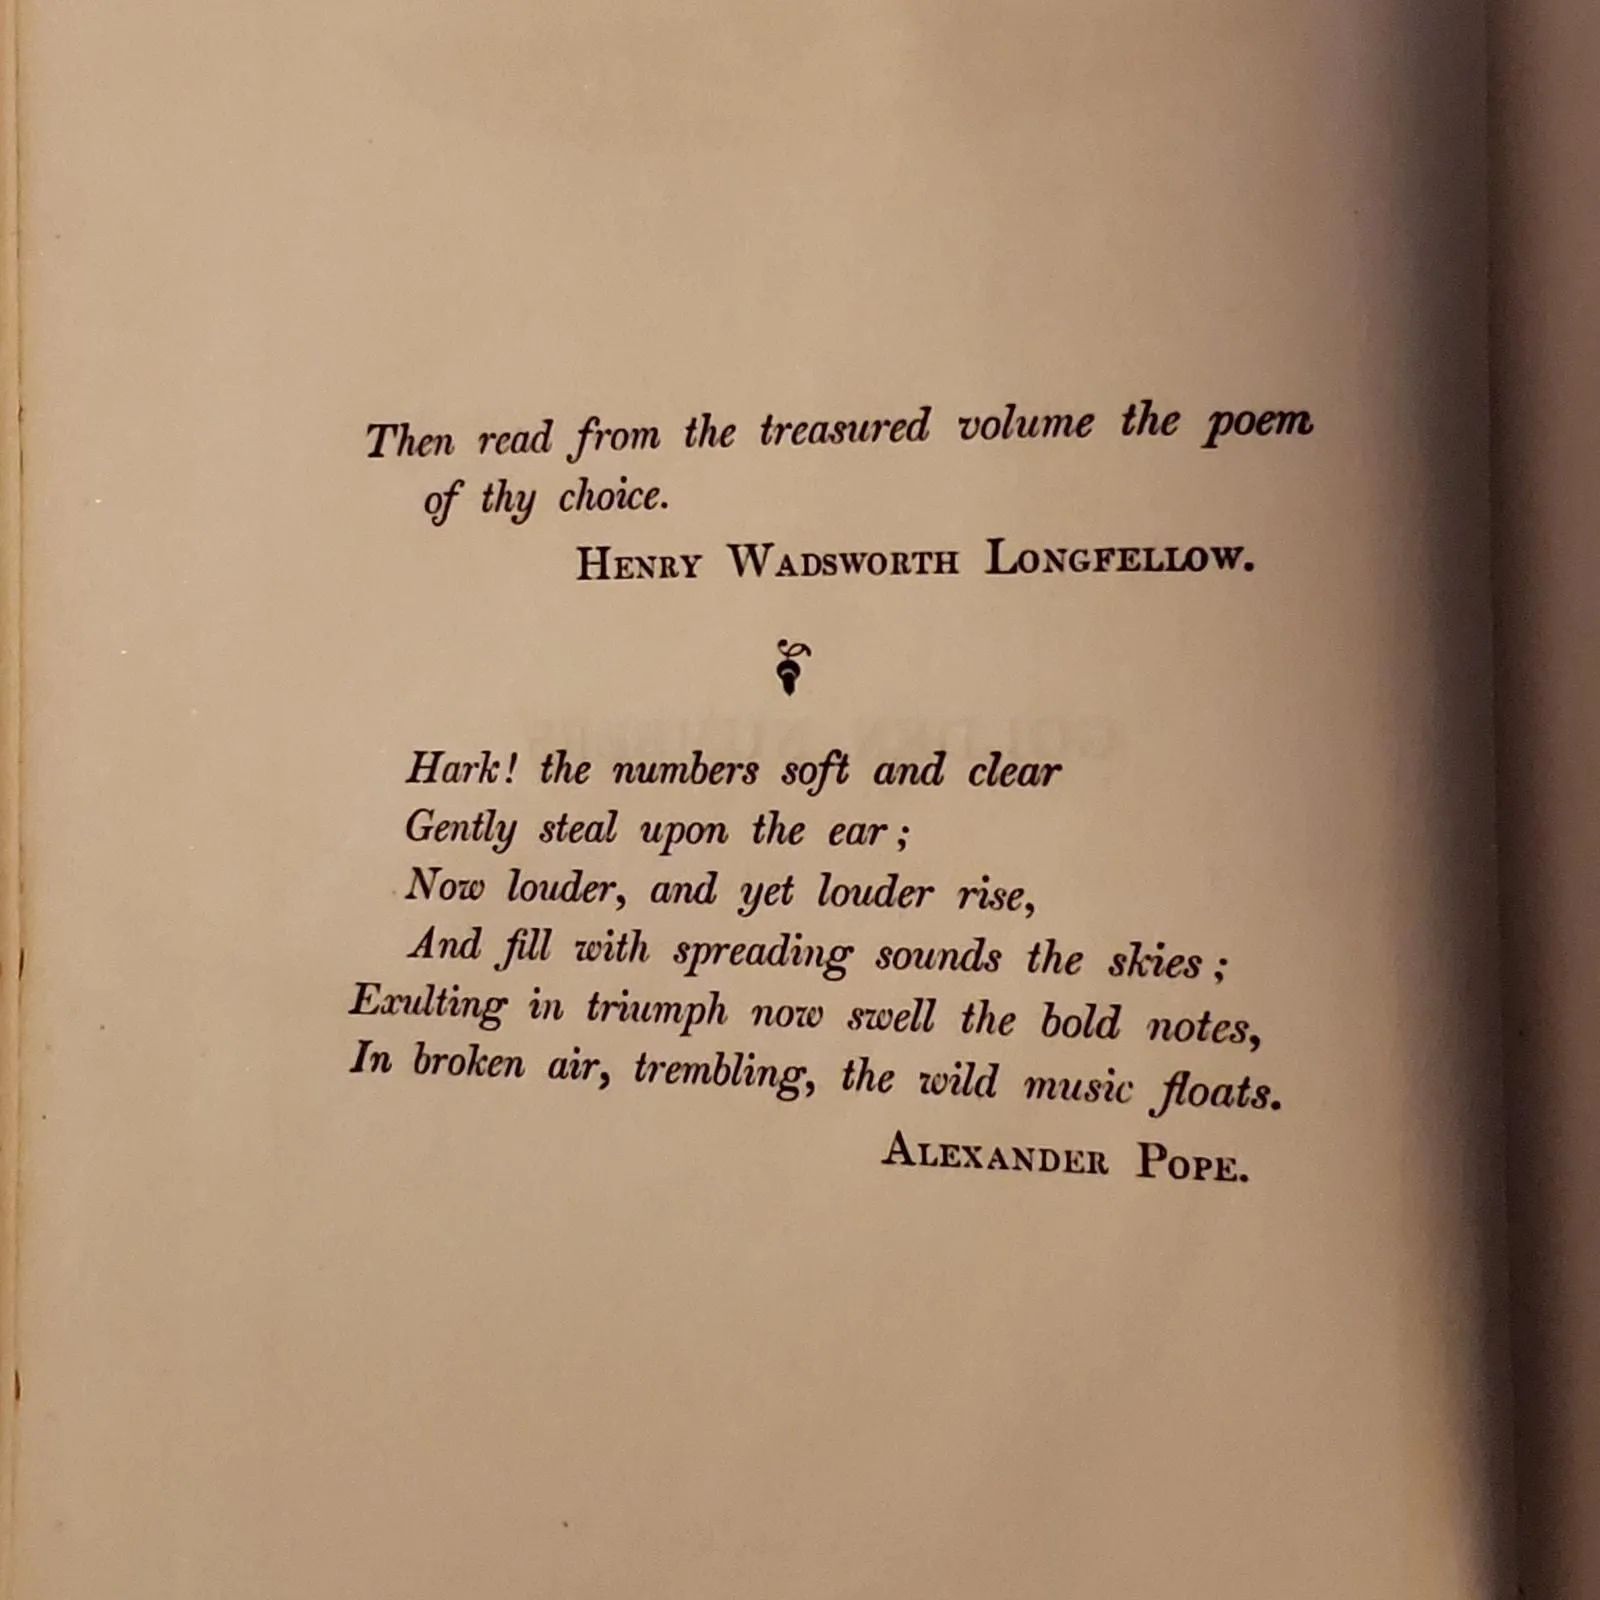 Then read from the treasured volume the poem
of thy choice.
Henry Wadsworth Longfellow.
Hark! the numbers soft and clear
Gently steal upon the ear;
Now louder, and yet louder rise,
And fill with spreading sounds the skies;
Exulting in triumph now swell the bold notes,
In broken air, trembling, the wild music floats.
Alexander Pope.